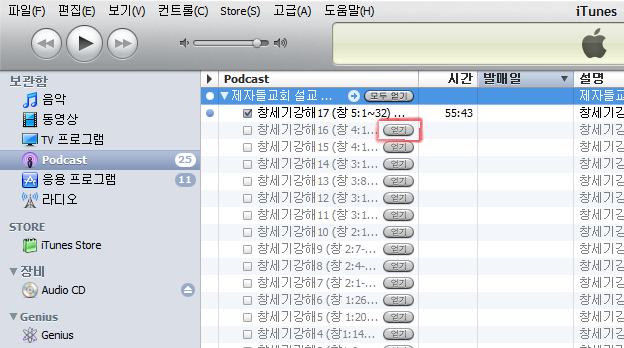 파일(F) 편집(E) 보기(V) 컨트롤(C) Store(S) 고급(A) 도움말(H) iTunes
보관함 Podcast 시간 발매일 설명
음악 제자들교회 설교 ... 모두 얻기 제자들교
동영상 창세기강해17 (창 5:1~32) ... 55:43 창세기강
TV 프로그램 창세기강해16 (창 4:1... 얻기 창세기강
Podcast 25 창세기강해15 (창 4:1... 얻기 창세기강
창세기강해14 (창 3:1... 얻기 창세기강
응용 프로그램 11 창세기강해13 (창 3:8... 얻기 창세기강
라디오 창세기강해12 (창 3:1... 얻기 창세기강
창세기강해11 (창 3:1... 얻기 창세기강
STORE 창세기강해10 (창 2:1... 얻기 창세기강
iTunes Store 창세기강해9 (창 2:7-... 얻기 창세기강
장비 창세기강해8 (창 2:4-... 얻기 창세기강
Audio CD 창세기강해7 (창 2:1-... 얻기 창세기강
창세기강해6 (창 1:26... 얻기 창세기강
Genius 창세기강해5 (창 1:20... 얻기 창세기강
Genius 창세기강해4 (창1:14... 얻기 창세기강